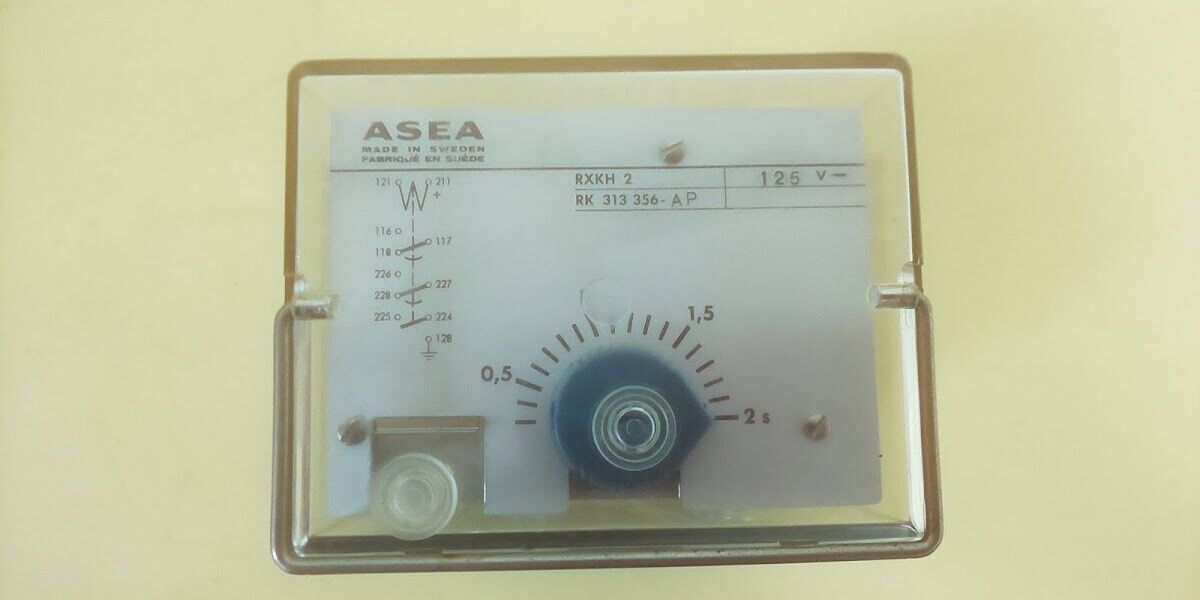 ASEA
MADE IN SWEDEN
FABRIQUÉ EN SUÈDE
121 211
+
116
118 117
226
228 227
225 224
128
RXKH 2 125 V
RK 313 356-AP
0,5 1,5
2 s